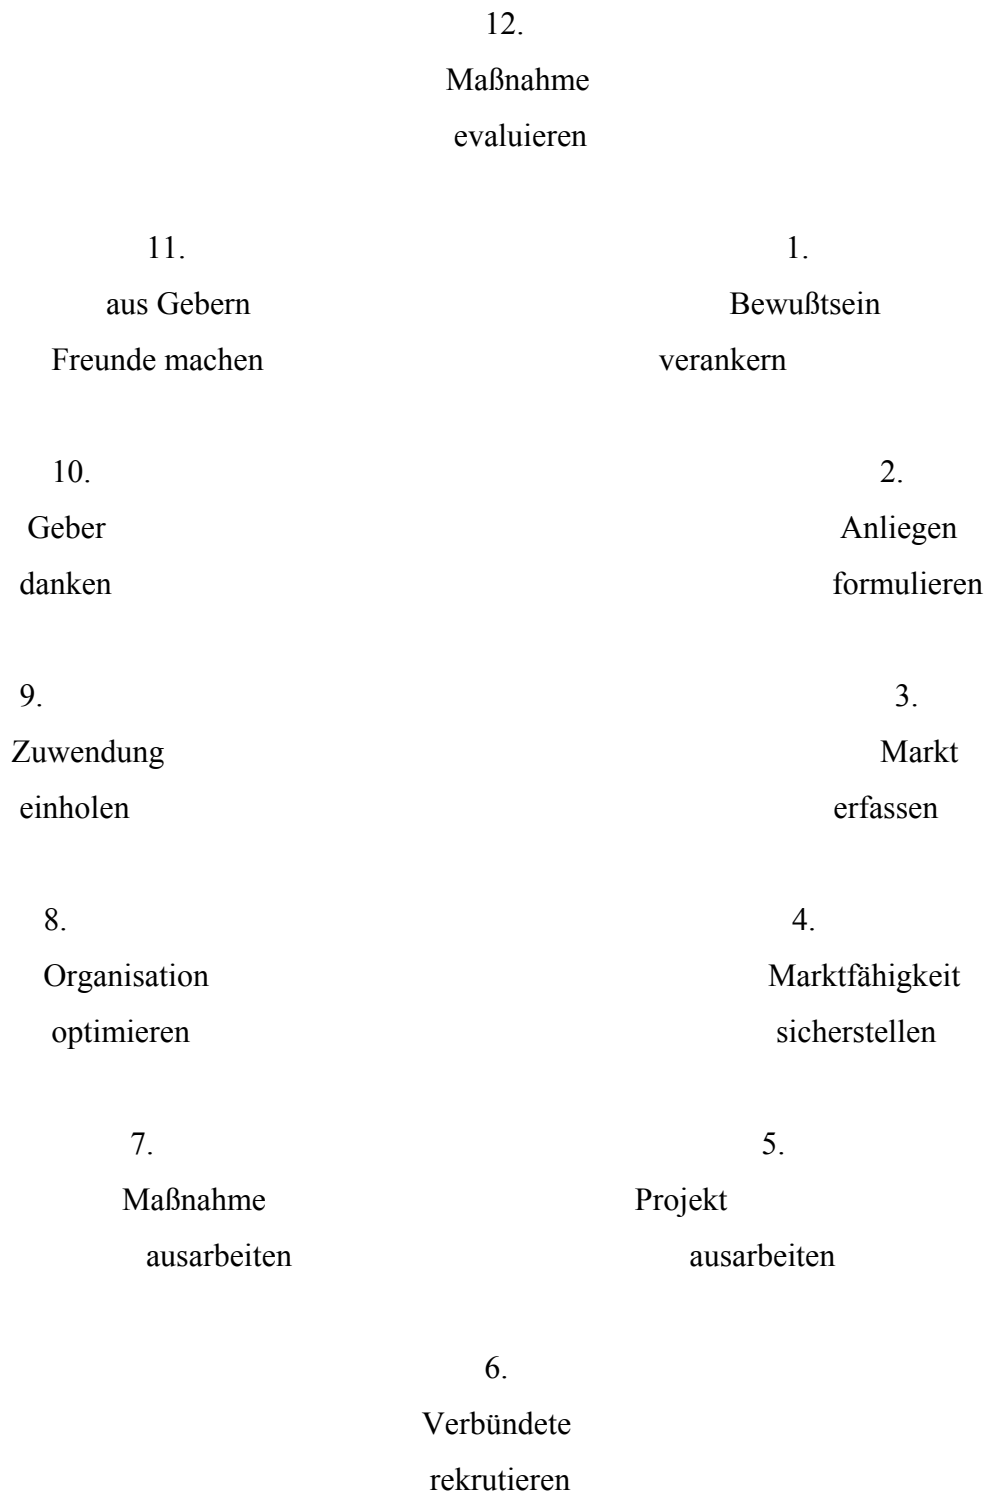 12.
Maßnahme
evaluieren
11. 1.
aus Gebern Bewußtsein
Freunde machen verankern
10. 2.
Geber Anliegen
danken formulieren
9. 3.
Zuwendung Markt
einholen erfassen
8. 4.
Organisation Marktfähigkeit
optimieren sicherstellen
7. 5.
Maßnahme Projekt
ausarbeiten ausarbeiten
6.
Verbündete
rekrutieren